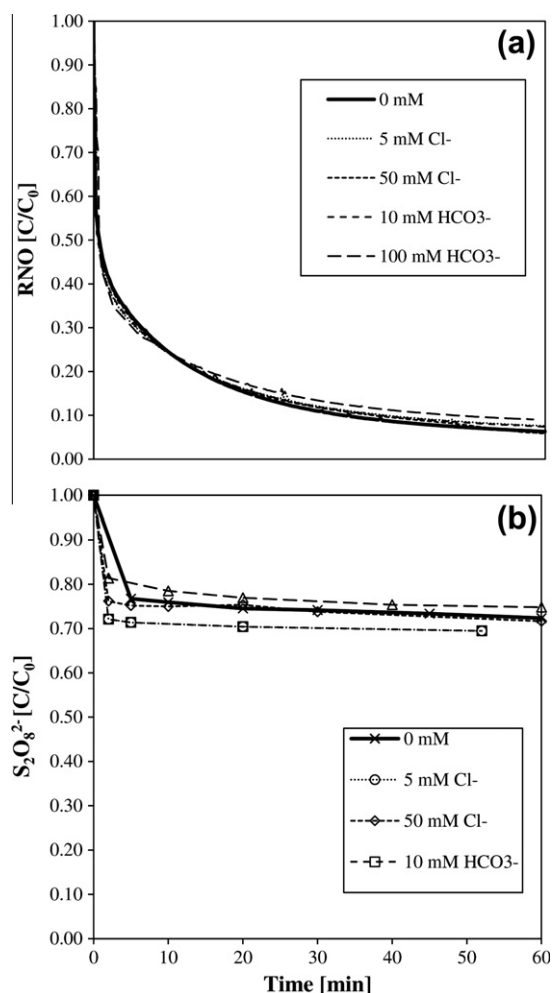 (a)
1.00
0.90
0.80
0.70
0.60
0.50
0.40
0.30
0.20
0.10
0.00
RNO [C/C₀]
0 mM
5 mM Cl-
50 mM Cl-
10 mM HCO3-
100 mM HCO3-
(b)
1.00
0.90
0.80
0.70
0.60
0.50
0.40
0.30
0.20
0.10
0.00
S₂O₈²⁻ [C/C₀]
0 mM
5 mM Cl-
50 mM Cl-
10 mM HCO3-
0 10 20 30 40 50 60
Time [min]